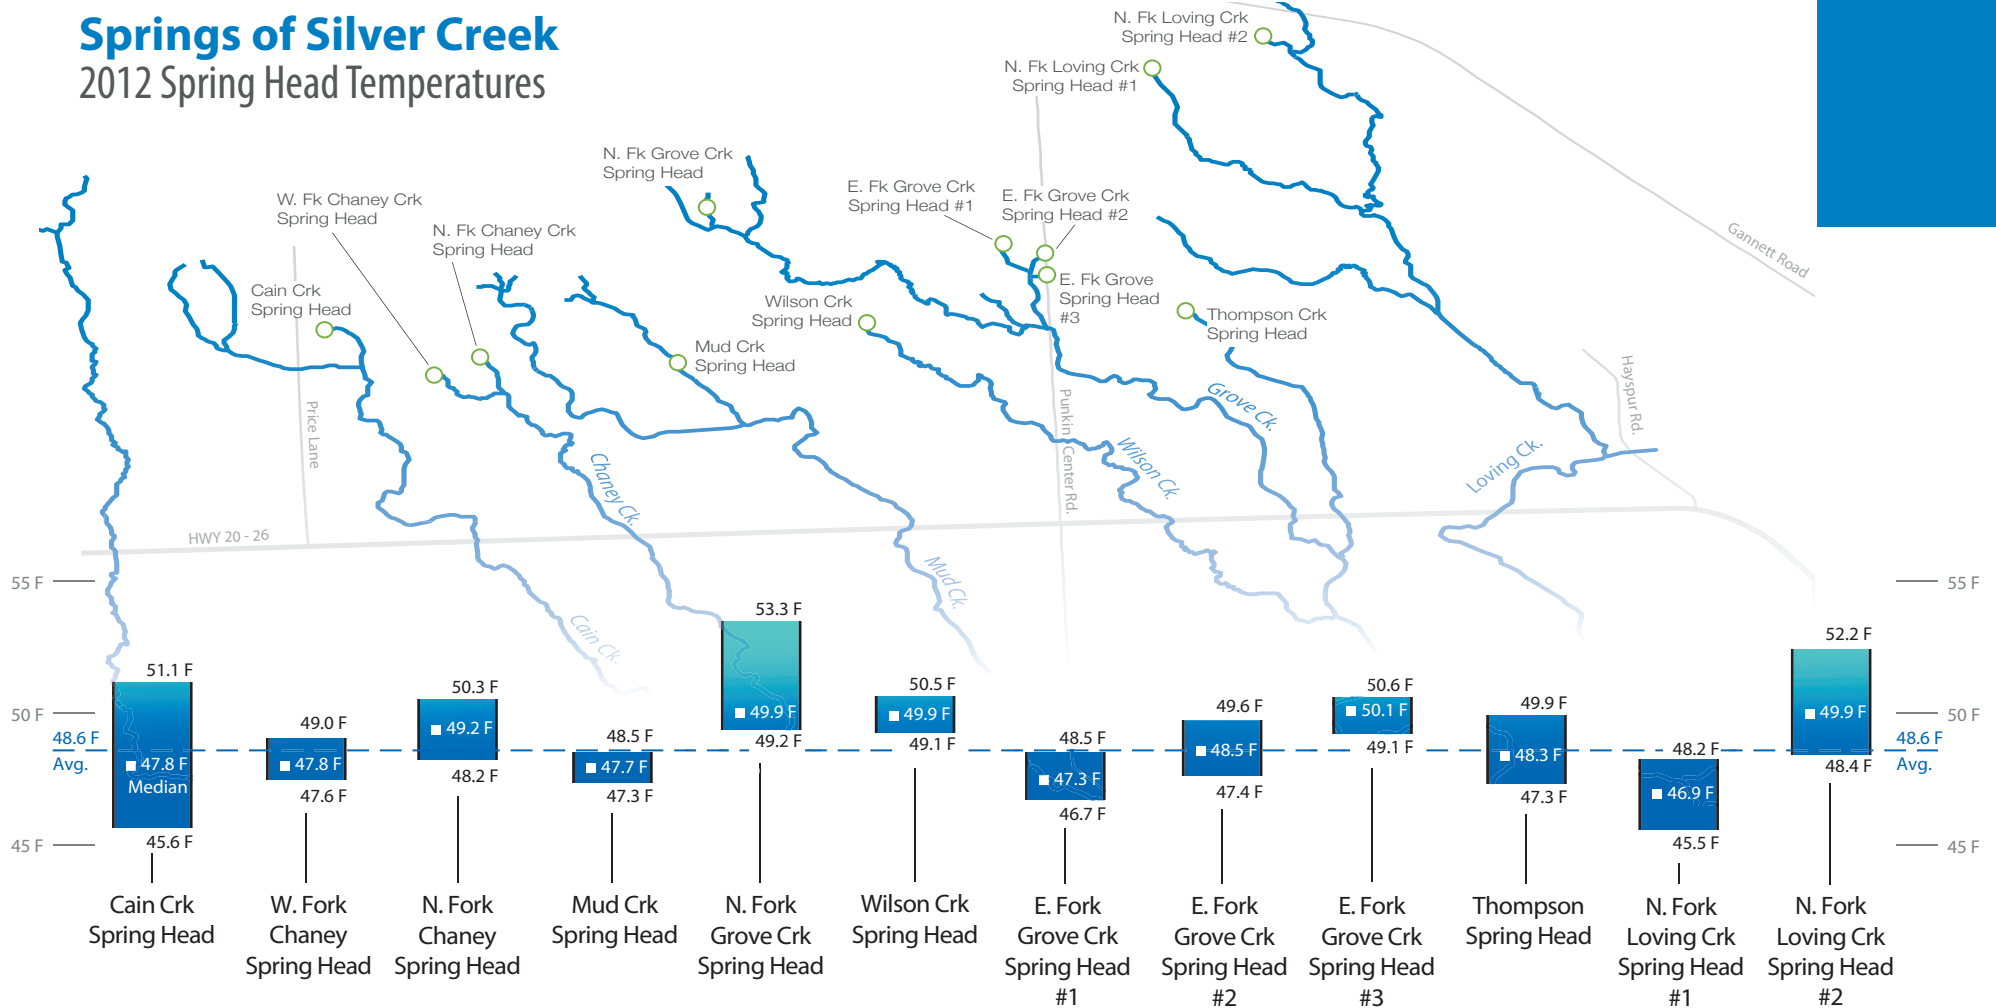 Springs of Silver Creek
2012 Spring Head Temperatures
N. Fk Loving Crk
Spring Head #2
N. Fk Loving Crk
Spring Head #1
N. Fk Grove Crk
Spring Head
W. Fk Chaney Crk
Spring Head
N. Fk Chaney Crk
Spring Head
E. Fk Grove Crk
Spring Head #1
E. Fk Grove Crk
Spring Head #2
Cain Crk
Spring Head
Wilson Crk
Spring Head
E. Fk Grove
Spring Head
#3
Thompson Crk
Spring Head
Mud Crk
Spring Head
Gannett Road
Hayspur Rd.
Price Lane
Punkin Center Rd.
Grove Ck.
Wilson Ck.
Loving Ck.
Chaney Ck.
Mud Ck.
Cain Ck.
HWY 20 - 26
55 F
55 F
50 F
50 F
48.6 F
Avg.
48.6 F
Avg.
45 F
45 F
51.1 F
47.8 F
Median
45.6 F
49.0 F
47.8 F
47.6 F
50.3 F
49.2 F
48.2 F
48.5 F
47.7 F
47.3 F
53.3 F
49.9 F
49.2 F
50.5 F
49.9 F
49.1 F
48.5 F
47.3 F
46.7 F
49.6 F
48.5 F
47.4 F
50.6 F
50.1 F
49.1 F
49.9 F
48.3 F
47.3 F
48.2 F
46.9 F
45.5 F
52.2 F
49.9 F
48.4 F
Cain Crk
Spring Head
W. Fork
Chaney
Spring Head
N. Fork
Chaney
Spring Head
Mud Crk
Spring Head
N. Fork
Grove Crk
Spring Head
Wilson Crk
Spring Head
E. Fork
Grove Crk
Spring Head
#1
E. Fork
Grove Crk
Spring Head
#2
E. Fork
Grove Crk
Spring Head
#3
Thompson
Spring Head
N. Fork
Loving Crk
Spring Head
#1
N. Fork
Loving Crk
Spring Head
#2